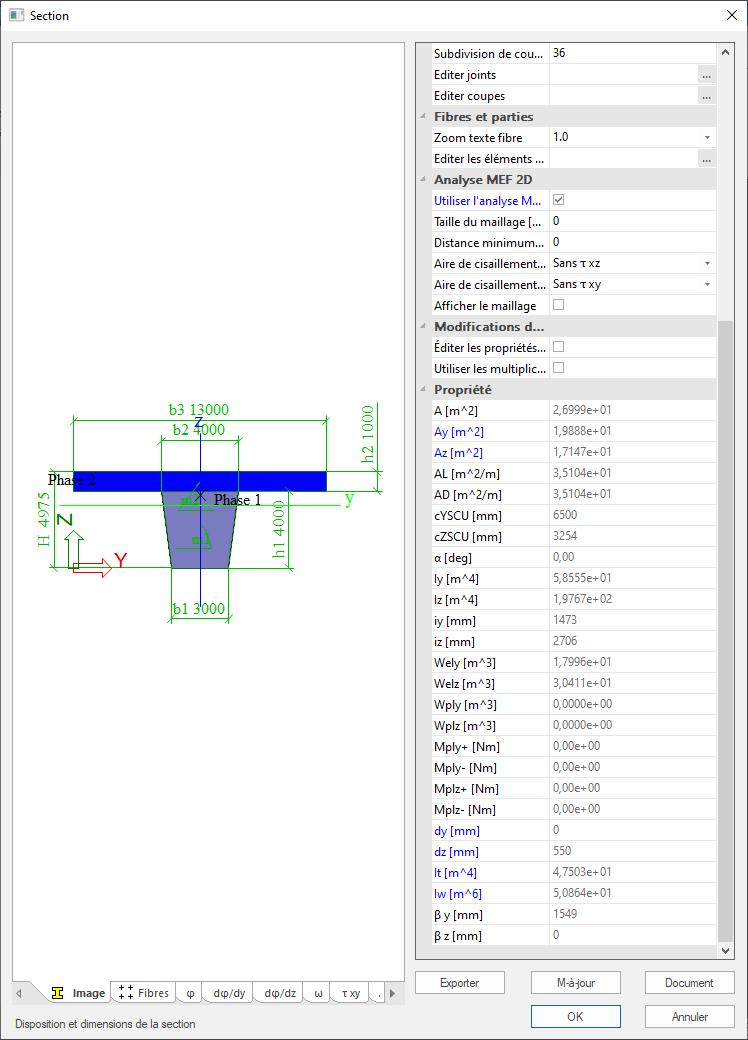 Section
b3 13000
Z
b2 4000
h2 1000
Phase 2
m2
Phase 1
y
H 4975
Z
h1 4000
m1
Y
b1 3000
Image
Fibres
φ
dφ/dy
dφ/dz
ω
τ xy
.
Disposition et dimensions de la section
Subdivision de cou... 36
Editer joints ...
Editer coupes ...
Fibres et parties
Zoom texte fibre 1.0
Editer les éléments ... ...
Analyse MEF 2D
Utiliser l'analyse M...
Taille du maillage [... 0
Distance minimum... 0
Aire de cisaillement... Sans τ xz
Aire de cisaillement... Sans τ xy
Afficher le maillage
Modifications d...
Éditer les propriétés...
Utiliser les multiplic...
Propriété
A [m^2] 2,6999e+01
Ay [m^2] 1,9888e+01
Az [m^2] 1,7147e+01
AL [m^2/m] 3,5104e+01
AD [m^2/m] 3,5104e+01
cYSCU [mm] 6500
cZSCU [mm] 3254
α [deg] 0,00
Iy [m^4] 5,8555e+01
Iz [m^4] 1,9767e+02
iy [mm] 1473
iz [mm] 2706
Wely [m^3] 1,7996e+01
Welz [m^3] 3,0411e+01
Wply [m^3] 0,0000e+00
Wplz [m^3] 0,0000e+00
Mply+ [Nm] 0,00e+00
Mply- [Nm] 0,00e+00
Mplz+ [Nm] 0,00e+00
Mplz- [Nm] 0,00e+00
dy [mm] 0
dz [mm] 550
It [m^4] 4,7503e+01
Iw [m^6] 5,0864e+01
β y [mm] 1549
β z [mm] 0
Exporter
M-à-jour
Document
OK
Annuler